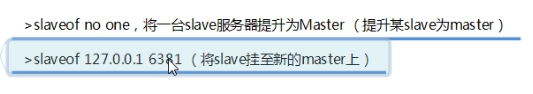 >slaveof no one，将一台slave服务器提升为Master（提升某slave为master）
>slaveof 127.0.0.1 6381（将slave挂至新的master上）